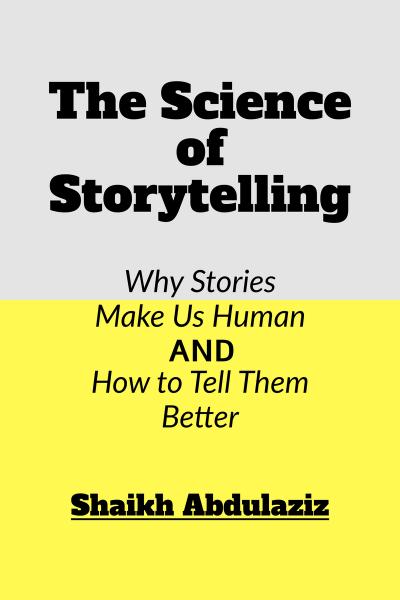 The Science
of
Storytelling
Why Stories
Make Us Human
AND
How to Tell Them
Better
Shaikh Abdulaziz